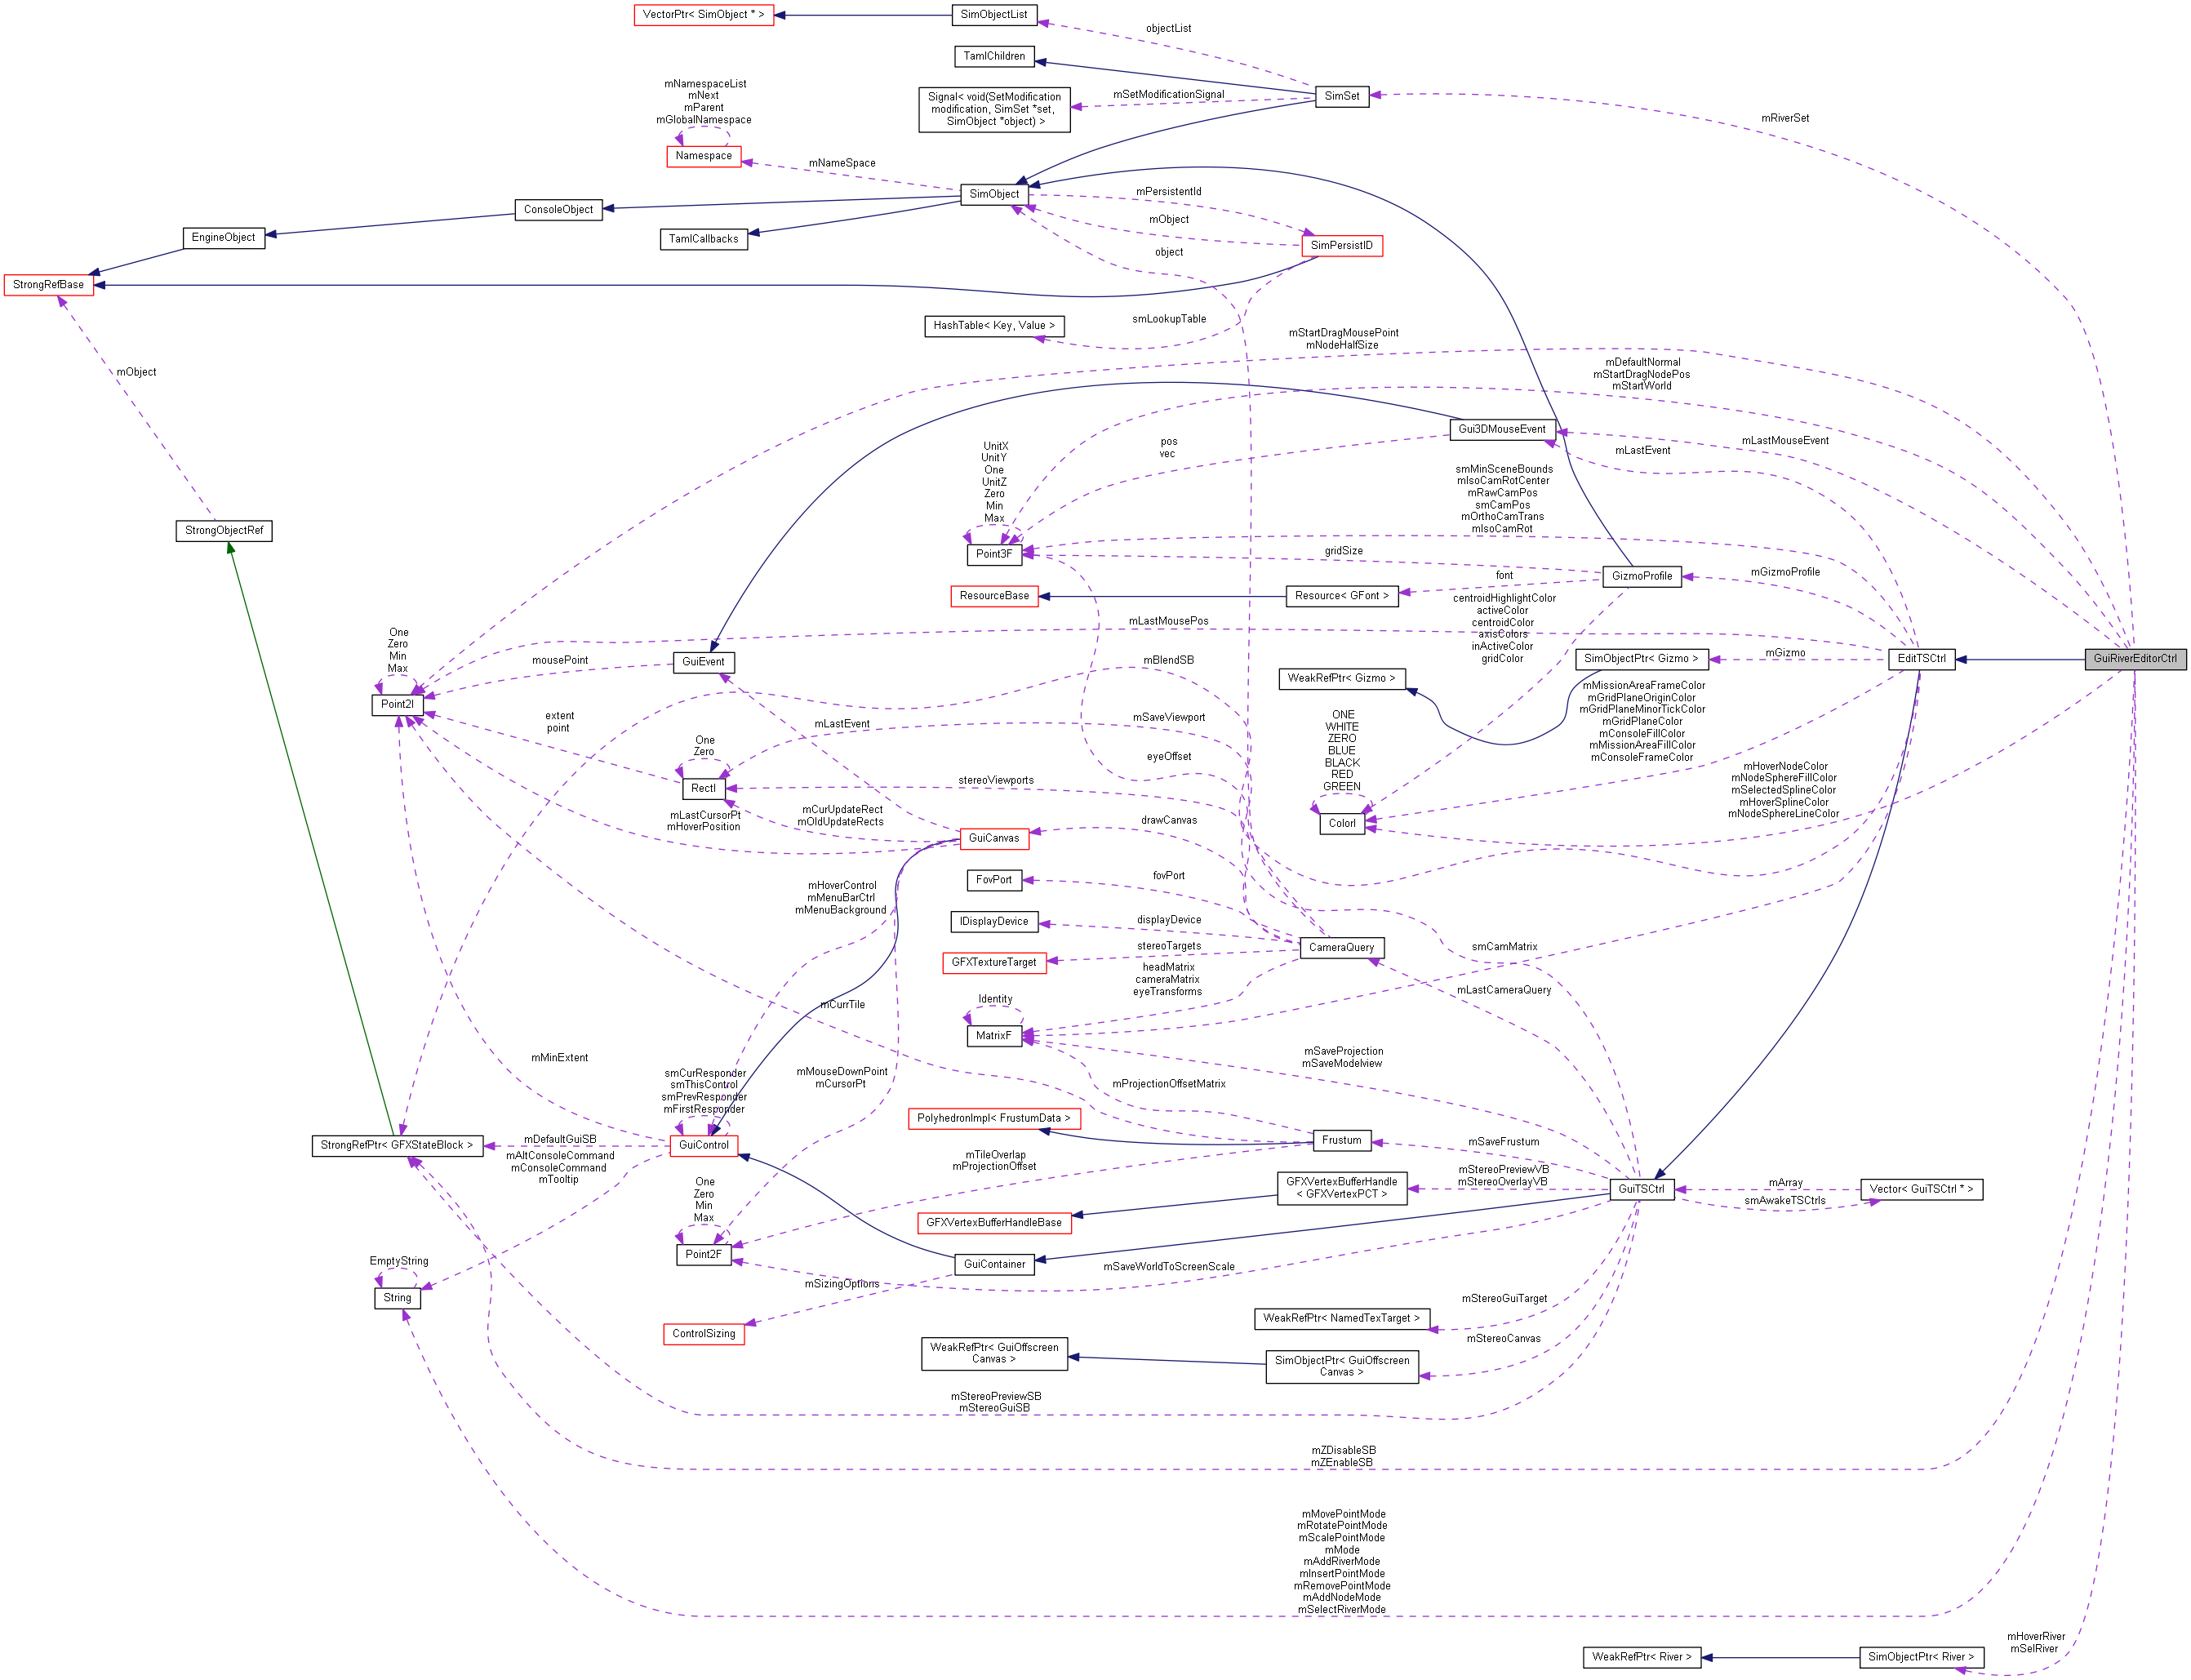 VectorPtr< SimObject * >
SimObjectList
objectList
TamlChildren
mNamespaceList
mNext
mParent
mGlobalNamespace
Signal< void(SetModification
modification, SimSet *set,
SimObject *object) >
mSetModificationSignal
SimSet
mRiverSet
Namespace
mNameSpace
SimObject
mPersistentId
ConsoleObject
mObject
EngineObject
TamlCallbacks
object
SimPersistID
StrongRefBase
HashTable< Key, Value >
smLookupTable
mStartDragMousePoint
mNodeHalfSize
mObject
mDefaultNormal
mStartDragNodePos
mStartWorld
Gui3DMouseEvent
mLastMouseEvent
mLastEvent
UnitX
UnitY
One
UnitZ
Zero
Min
Max
pos
vec
smMinSceneBounds
mIsoCamRotCenter
mRawCamPos
smCamPos
mOrthoCamTrans
mIsoCamRot
StrongObjectRef
Point3F
gridSize
GizmoProfile
mGizmoProfile
font
ResourceBase
Resource< GFont >
centroidHighlightColor
activeColor
centroidColor
axisColors
inActiveColor
gridColor
mLastMousePos
One
Zero
Min
Max
mousePoint
GuiEvent
mBlendSB
WeakRefPtr< Gizmo >
SimObjectPtr< Gizmo >
mGizmo
EditTSCtrl
GuiRiverEditorCtrl
Point2I
extent
point
mLastEvent
mSaveViewport
mMissionAreaFrameColor
mGridPlaneOriginColor
mGridPlaneMinorTickColor
mGridPlaneColor
mConsoleFillColor
mMissionAreaFillColor
mConsoleFrameColor
One
Zero
eyeOffset
ONE
WHITE
ZERO
BLUE
BLACK
RED
GREEN
RectI
stereoViewports
mHoverNodeColor
mNodeSphereFillColor
mSelectedSplineColor
mHoverSplineColor
mNodeSphereLineColor
mLastCursorPt
mHoverPosition
mCurUpdateRect
mOldUpdateRects
drawCanvas
ColorI
GuiCanvas
FovPort
fovPort
mHoverControl
mMenuBarCtrl
mMenuBackground
IDisplayDevice
displayDevice
CameraQuery
smCamMatrix
GFXTextureTarget
stereoTargets
headMatrix
cameraMatrix
eyeTransforms
mLastCameraQuery
Identity
mCurrTile
MatrixF
mMinExtent
mSaveProjection
mSaveModelview
smCurResponder
smThisControl
smPrevResponder
mFirstResponder
mMouseDownPoint
mCursorPt
mProjectionOffsetMatrix
PolyhedronImpl< FrustumData >
StrongRefPtr< GFXStateBlock >
mDefaultGuiSB
mAltConsoleCommand
mConsoleCommand
mTooltip
GuiControl
Frustum
mSaveFrustum
mTileOverlap
mProjectionOffset
One
Zero
Min
Max
GFXVertexBufferHandle
< GFXVertexPCT >
mStereoPreviewVB
mStereoOverlayVB
GuiTSCtrl
mArray
smAwakeTSCtrls
Vector< GuiTSCtrl * >
GFXVertexBufferHandleBase
Point2F
EmptyString
GuiContainer
mSizingOptions
mSaveWorldToScreenScale
String
mStereoGuiTarget
WeakRefPtr< NamedTexTarget >
ControlSizing
mStereoCanvas
WeakRefPtr< GuiOffscreen
Canvas >
SimObjectPtr< GuiOffscreen
Canvas >
mStereoPreviewSB
mStereoGuiSB
mZDisableSB
mZEnableSB
mMovePointMode
mRotatePointMode
mScalePointMode
mMode
mAddRiverMode
mInsertPointMode
mRemovePointMode
mAddNodeMode
mSelectRiverMode
mHoverRiver
mSelRiver
WeakRefPtr< River >
SimObjectPtr< River >